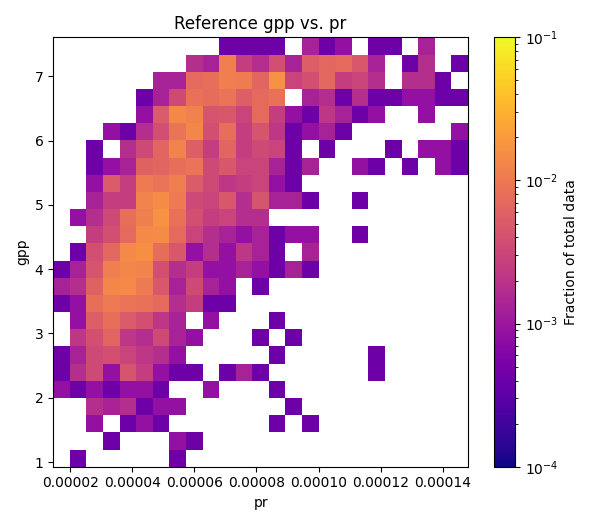 Reference gpp vs. pr
gpp
7
6
5
4
3
2
1
0.00002 0.00004 0.00006 0.00008 0.00010 0.00012 0.00014
pr
10⁻¹
10⁻²
10⁻³
10⁻⁴
Fraction of total data